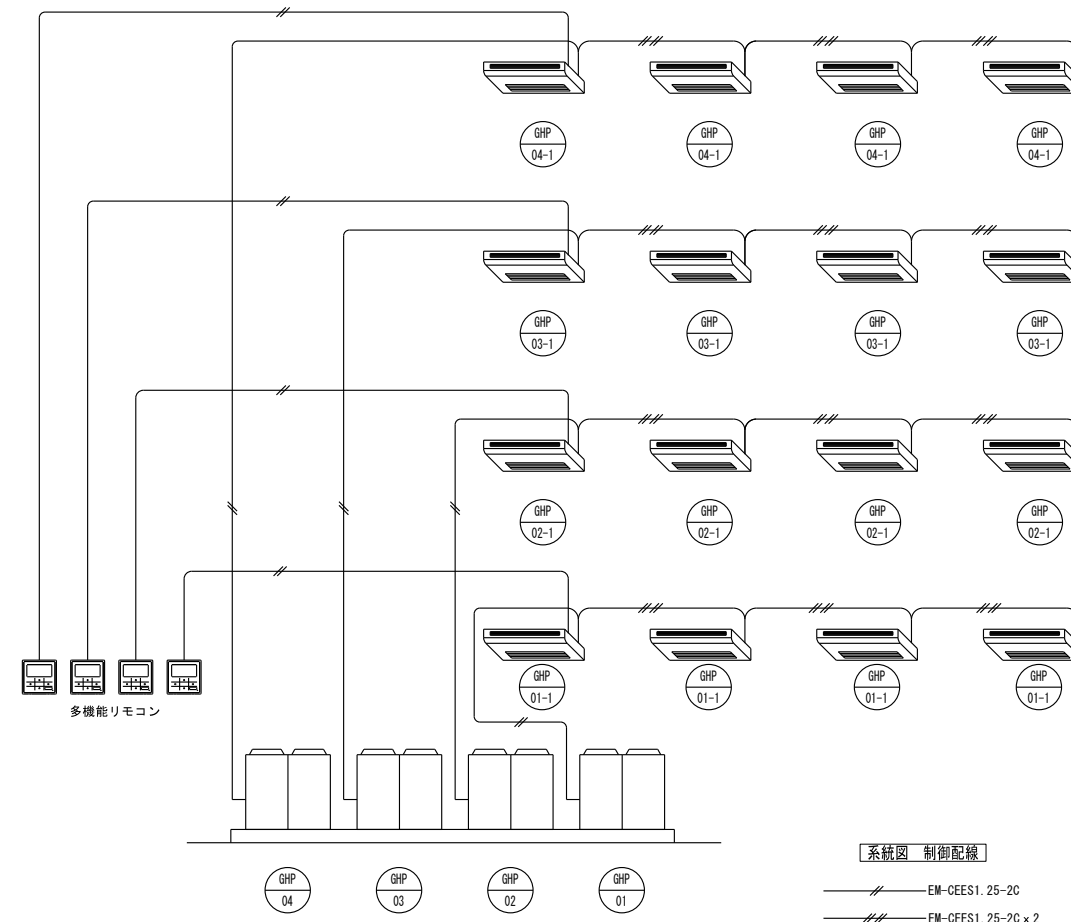 GHP
04-1
GHP
04-1
GHP
04-1
GHP
04-1
GHP
03-1
GHP
03-1
GHP
03-1
GHP
03-1
GHP
02-1
GHP
02-1
GHP
02-1
GHP
02-1
GHP
01-1
GHP
01-1
GHP
01-1
GHP
01-1
多機能リモコン
GHP
04
GHP
03
GHP
02
GHP
01
系統図 制御配線
EM-CEES1.25-2C
EM-CEES1.25-2C×2